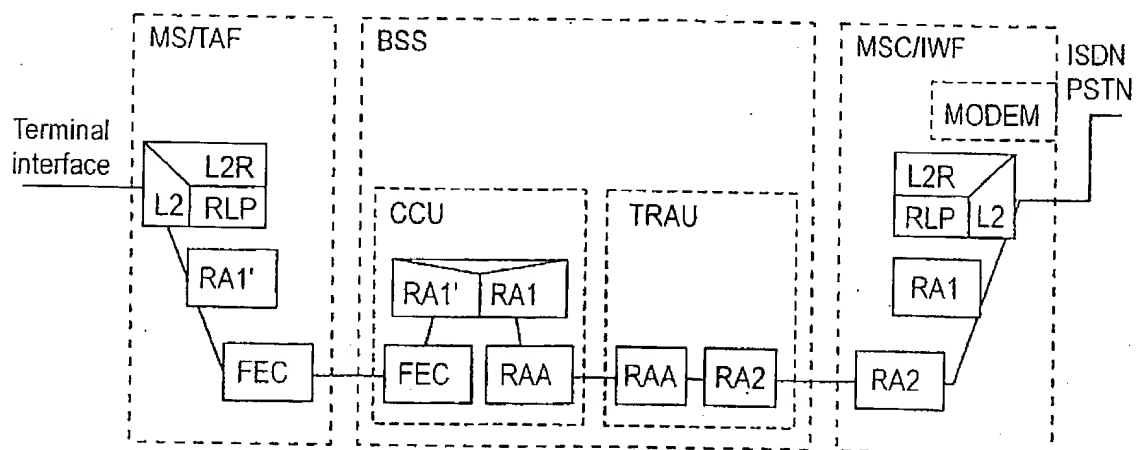 MS/TAF
BSS
MSC/IWF
ISDN
PSTN
MODEM
Terminal
interface
L2R
L2
RLP
L2R
RLP
L2
CCU
TRAU
RA1'
RA1'
RA1
RA1
FEC
FEC
RAA
RAA
RA2
RA2